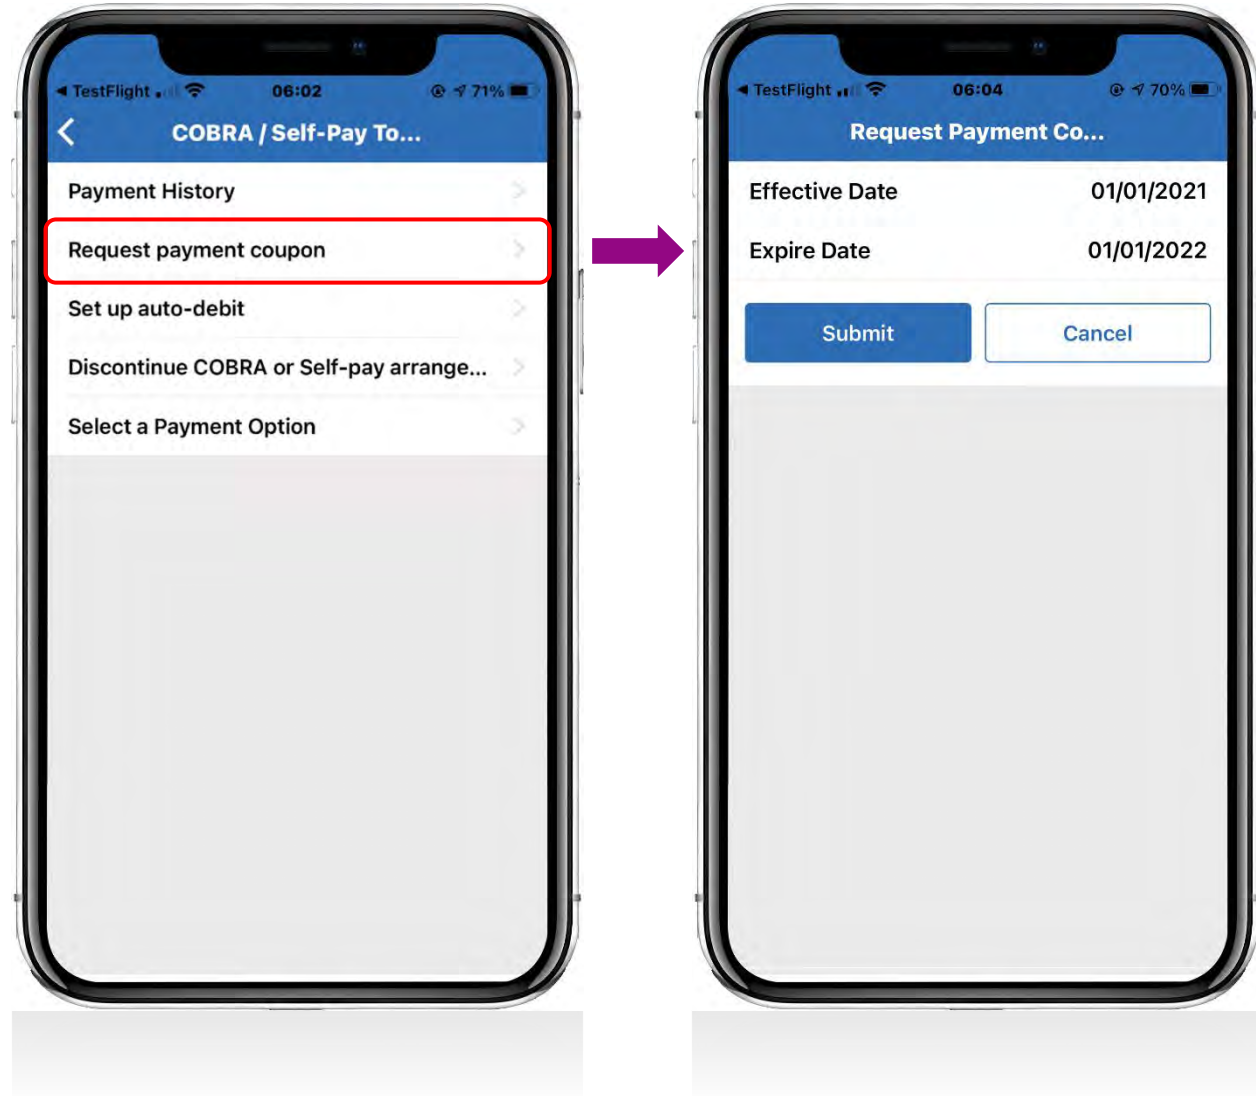 TestFlight 06:02 71%
COBRA / Self-Pay To...
Payment History
Request payment coupon
Set up auto-debit
Discontinue COBRA or Self-pay arrange...
Select a Payment Option
TestFlight 06:04 70%
Request Payment Co...
Effective Date 01/01/2021
Expire Date 01/01/2022
Submit Cancel